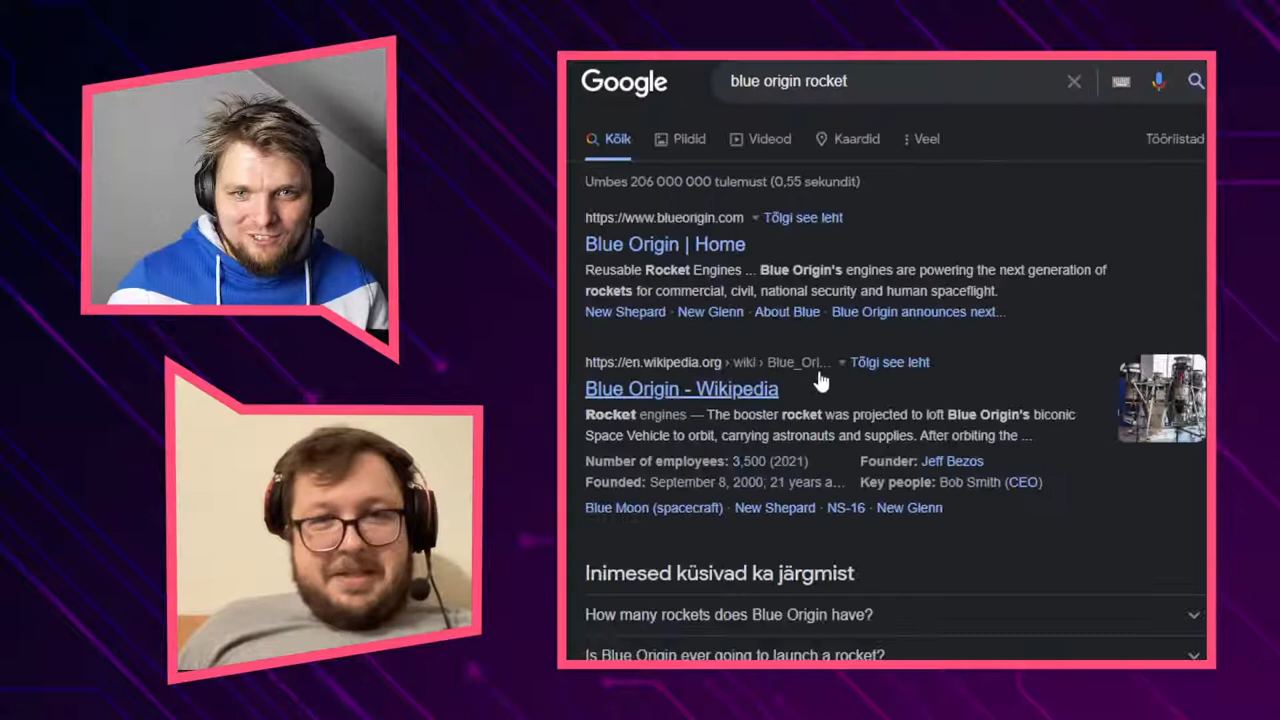 Google
blue origin rocket
Kõik Pildid Videod Kaardid Veel Tööriistad
Umbes 206 000 000 tulemust (0,55 sekundit)
https://www.blueorigin.com Tõlgi see leht
Blue Origin | Home
Reusable Rocket Engines ... Blue Origin's engines are powering the next generation of
rockets for commercial, civil, national security and human spaceflight.
New Shepard · New Glenn · About Blue · Blue Origin announces next...
https://en.wikipedia.org › wiki › Blue_Ori... Tõlgi see leht
Blue Origin - Wikipedia
Rocket engines — The booster rocket was projected to loft Blue Origin's biconic
Space Vehicle to orbit, carrying astronauts and supplies. After orbiting the ...
Number of employees: 3,500 (2021) Founder: Jeff Bezos
Founded: September 8, 2000; 21 years a... Key people: Bob Smith (CEO)
Blue Moon (spacecraft) · New Shepard · NS-16 · New Glenn
Inimesed küsivad ka järgmist
How many rockets does Blue Origin have?
Is Blue Origin ever going to launch a rocket?